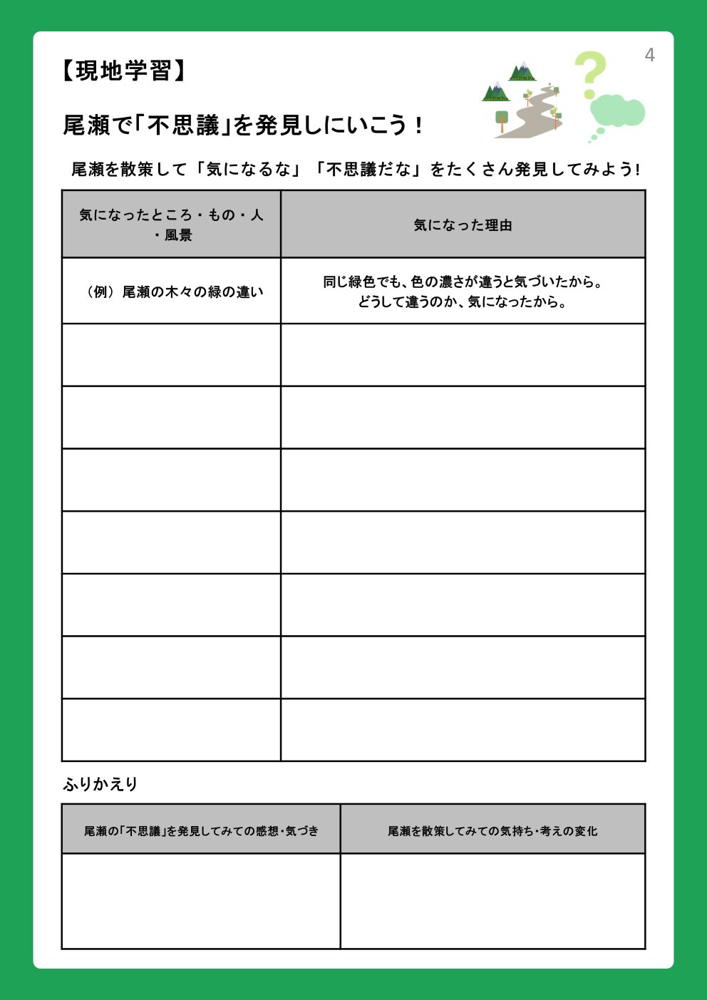 4
【現地学習】
尾瀬で「不思議」を発見しにいこう！
尾瀬を散策して「気になるな」「不思議だな」をたくさん発見してみよう!
気になったところ・もの・人
・風景
気になった理由
（例）尾瀬の木々の緑の違い
同じ緑色でも、色の濃さが違うと気づいたから。
どうして違うのか、気になったから。
ふりかえり
尾瀬の「不思議」を発見してみての感想・気づき
尾瀬を散策してみての気持ち・考えの変化